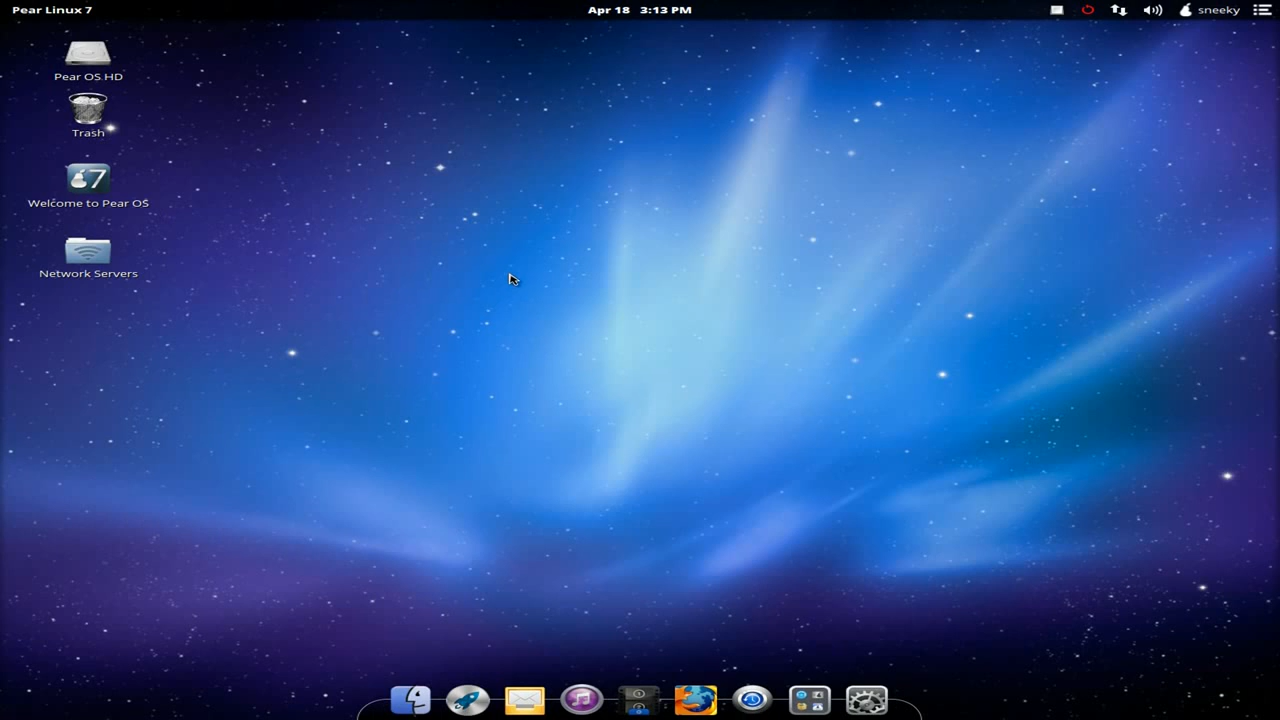 Pear Linux 7
Apr 18 3:13 PM
sneeky
Pear OS HD
Trash
7
Welcome to Pear OS
Network Servers